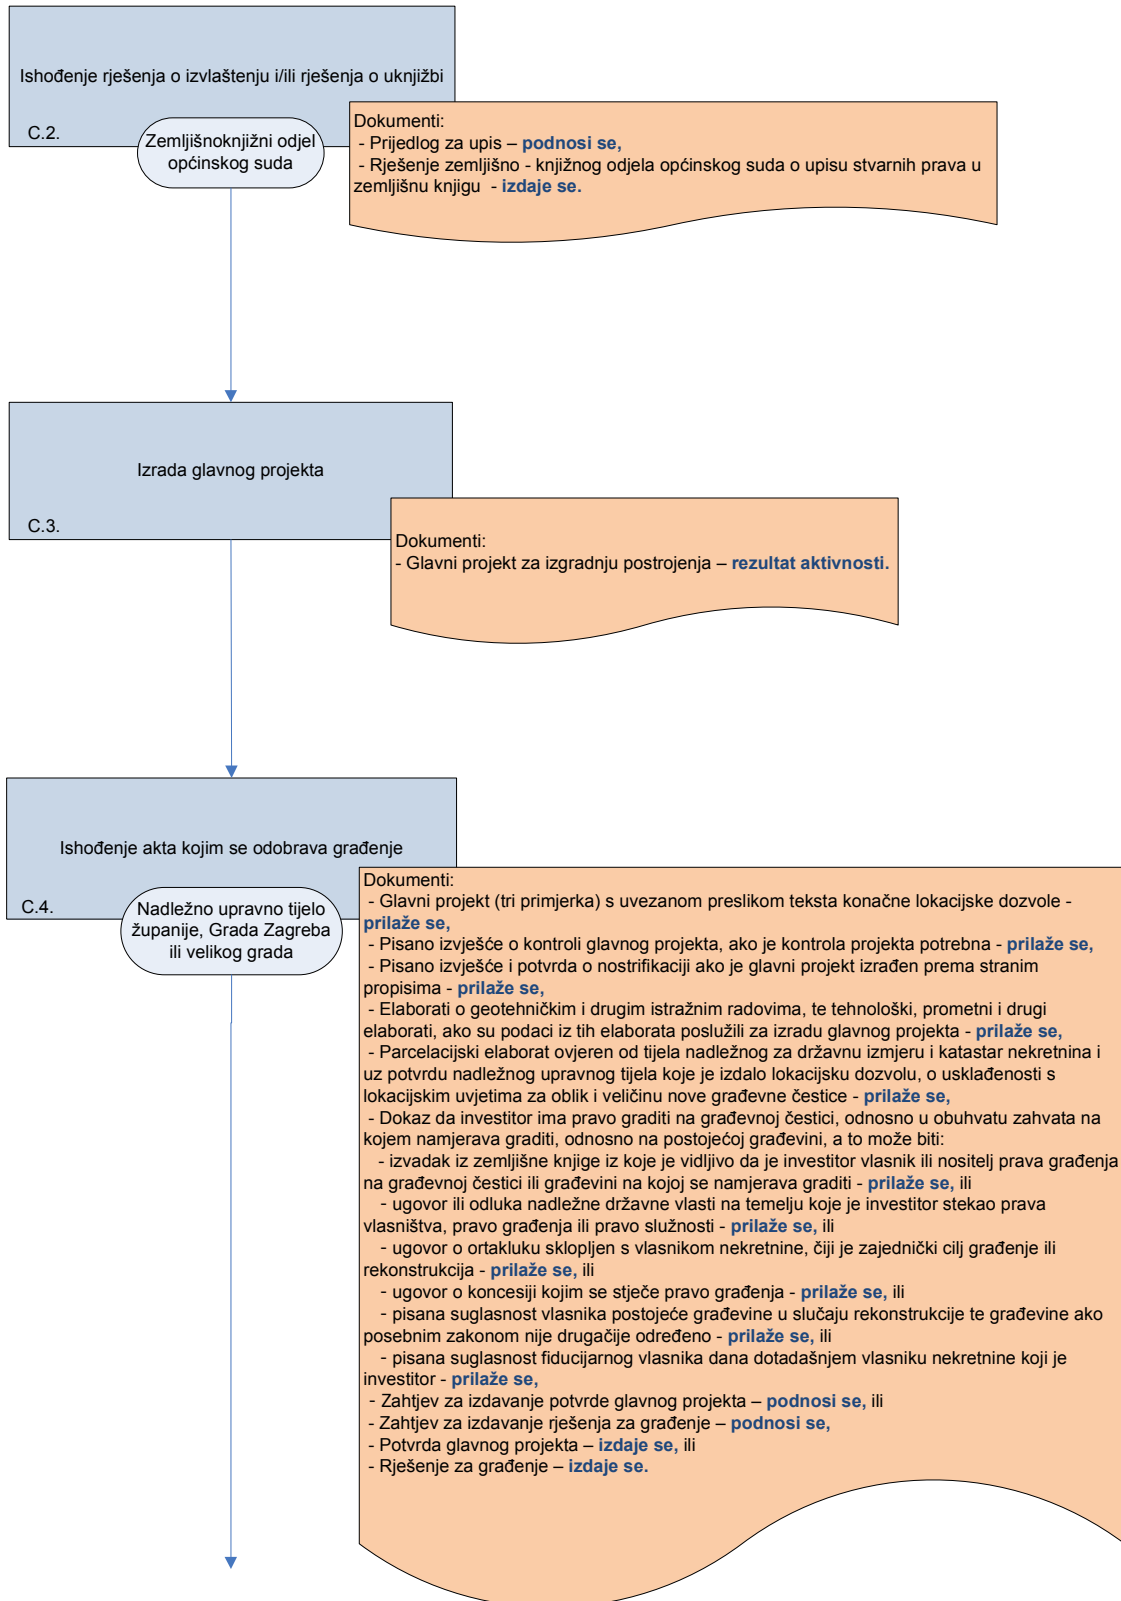 Ishođenje rješenja o izvlaštenju i/ili rješenja o uknjižbi
C.2.
Zemljišnoknjižni odjel
općinskog suda
Dokumenti:
- Prijedlog za upis – podnosi se,
- Rješenje zemljišno - knjižnog odjela općinskog suda o upisu stvarnih prava u
zemljišnu knjigu  - izdaje se.
Izrada glavnog projekta
C.3.
Dokumenti:
- Glavni projekt za izgradnju postrojenja – rezultat aktivnosti.
Ishođenje akta kojim se odobrava građenje
C.4.
Nadležno upravno tijelo
županije, Grada Zagreba
ili velikog grada
Dokumenti:
- Glavni projekt (tri primjerka) s uvezanom preslikom teksta konačne lokacijske dozvole -
prilaže se,
- Pisano izvješće o kontroli glavnog projekta, ako je kontrola projekta potrebna - prilaže se,
- Pisano izvješće i potvrda o nostrifikaciji ako je glavni projekt izrađen prema stranim
propisima - prilaže se,
- Elaborati o geotehničkim i drugim istražnim radovima, te tehnološki, prometni i drugi
elaborati, ako su podaci iz tih elaborata poslužili za izradu glavnog projekta - prilaže se,
- Parcelacijski elaborat ovjeren od tijela nadležnog za državnu izmjeru i katastar nekretnina i
uz potvrdu nadležnog upravnog tijela koje je izdalo lokacijsku dozvolu, o usklađenosti s
lokacijskim uvjetima za oblik i veličinu nove građevne čestice - prilaže se,
- Dokaz da investitor ima pravo graditi na građevnoj čestici, odnosno u obuhvatu zahvata na
kojem namjerava graditi, odnosno na postojećoj građevini, a to može biti:
- izvadak iz zemljišne knjige iz koje je vidljivo da je investitor vlasnik ili nositelj prava građenja
na građevnoj čestici ili građevini na kojoj se namjerava graditi - prilaže se, ili
- ugovor ili odluka nadležne državne vlasti na temelju koje je investitor stekao prava
vlasništva, pravo građenja ili pravo služnosti - prilaže se, ili
- ugovor o ortakluku sklopljen s vlasnikom nekretnine, čiji je zajednički cilj građenje ili
rekonstrukcija - prilaže se, ili
- ugovor o koncesiji kojim se stječe pravo građenja - prilaže se, ili
- pisana suglasnost vlasnika postojeće građevine u slučaju rekonstrukcije te građevine ako
posebnim zakonom nije drugačije određeno - prilaže se, ili
- pisana suglasnost fiducijarnog vlasnika dana dotadašnjem vlasniku nekretnine koji je
investitor - prilaže se,
- Zahtjev za izdavanje potvrde glavnog projekta – podnosi se, ili
- Zahtjev za izdavanje rješenja za građenje – podnosi se,
- Potvrda glavnog projekta – izdaje se, ili
- Rješenje za građenje – izdaje se.